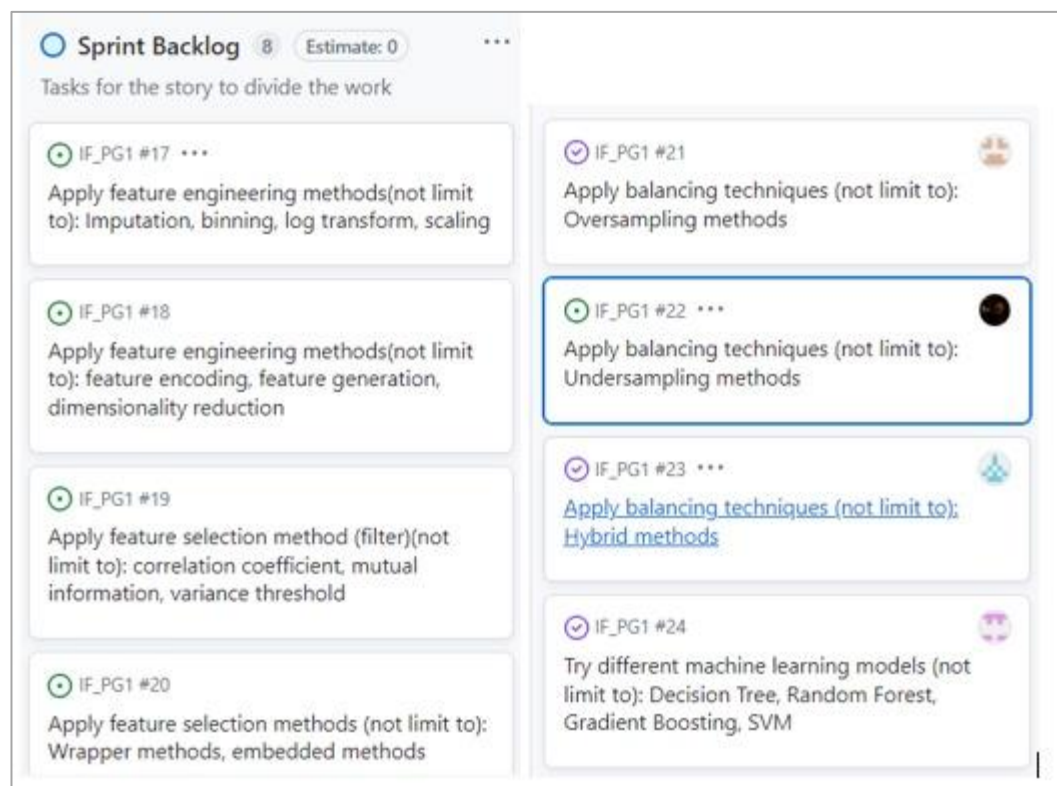 Sprint Backlog 8 Estimate: 0 ...
Tasks for the story to divide the work
IF_PG1 #17 ...
Apply feature engineering methods(not limit
to): Imputation, binning, log transform, scaling
IF_PG1 #18
Apply feature engineering methods(not limit
to): feature encoding, feature generation,
dimensionality reduction
IF_PG1 #19
Apply feature selection method (filter)(not
limit to): correlation coefficient, mutual
information, variance threshold
IF_PG1 #20
Apply feature selection methods (not limit to):
Wrapper methods, embedded methods
IF_PG1 #21
Apply balancing techniques (not limit to):
Oversampling methods
IF_PG1 #22 ...
Apply balancing techniques (not limit to):
Undersampling methods
IF_PG1 #23 ...
Apply balancing techniques (not limit to):
Hybrid methods
IF_PG1 #24
Try different machine learning models (not
limit to): Decision Tree, Random Forest,
Gradient Boosting, SVM